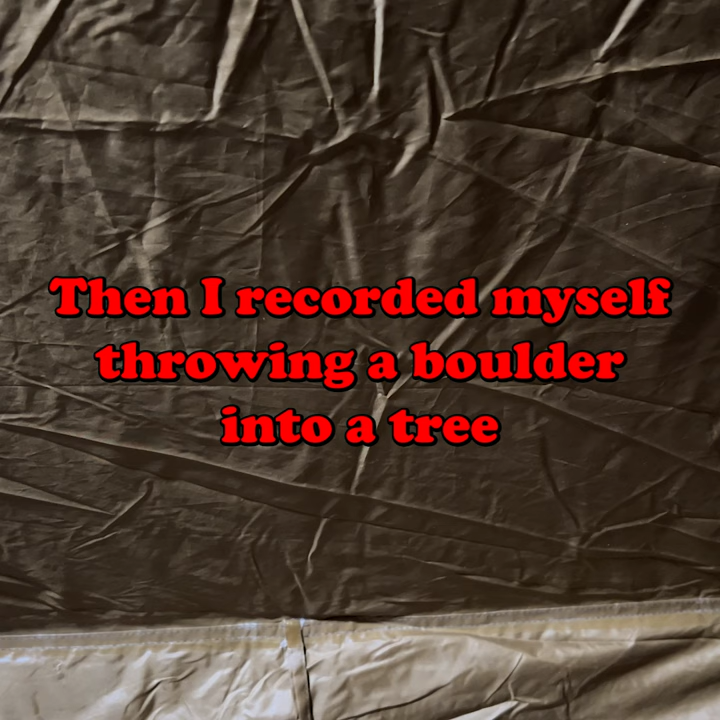 Then I recorded myself
throwing a boulder
into a tree